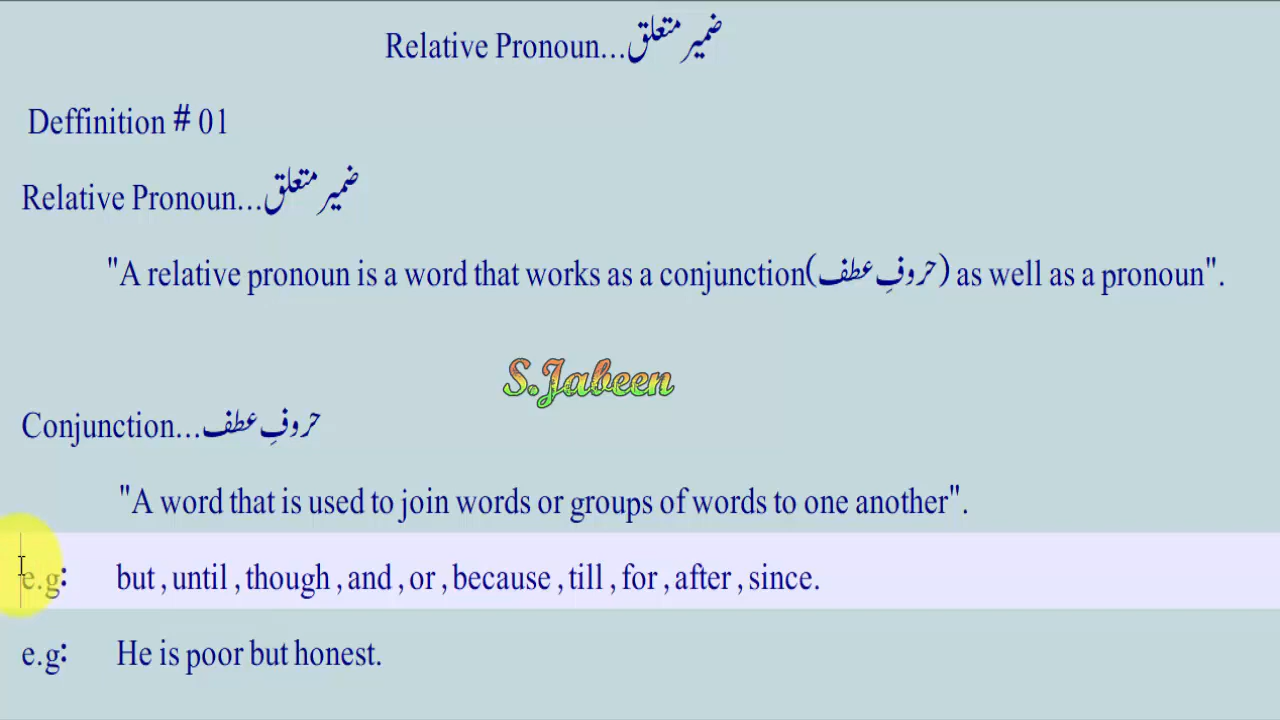 Relative Pronoun...ضمیر متعلق
Deffinition # 01
Relative Pronoun...ضمیر متعلق
"A relative pronoun is a word that works as a conjunction(حروفِ عطف) as well as a pronoun".
S.Jabeen
Conjunction...حروفِ عطف
"A word that is used to join words or groups of words to one another".
e.g: but , until , though , and , or , because , till , for , after , since.
e.g: He is poor but honest.